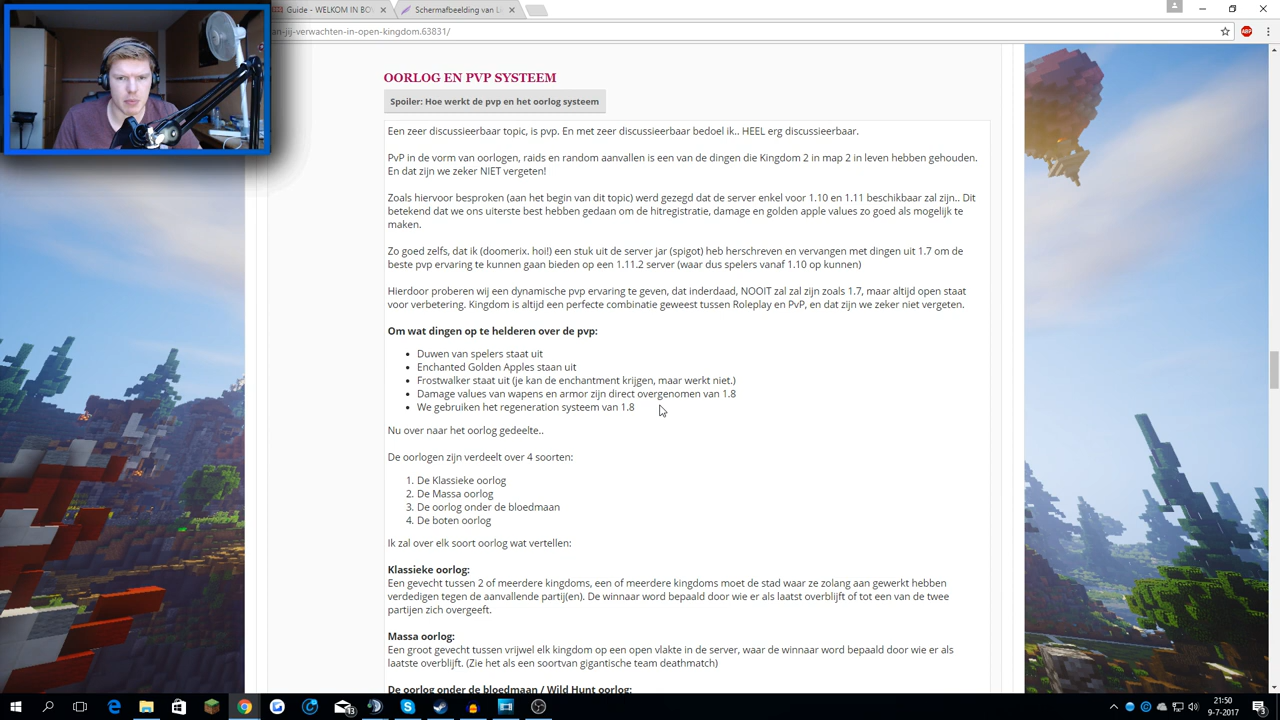 Guide - WELKOM IN BO
Schermafbeelding van Li
an-jij-verwachten-in-open-kingdom.63831/
ABP
OORLOG EN PVP SYSTEEM
Spoiler: Hoe werkt de pvp en het oorlog systeem
Een zeer discussieerbaar topic, is pvp. En met zeer discussieerbaar bedoel ik.. HEEL erg discussieerbaar.
PvP in de vorm van oorlogen, raids en random aanvallen is een van de dingen die Kingdom 2 in map 2 in leven hebben gehouden.
En dat zijn we zeker NIET vergeten!
Zoals hiervoor besproken (aan het begin van dit topic) werd gezegd dat de server enkel voor 1.10 en 1.11 beschikbaar zal zijn.. Dit
betekend dat we ons uiterste best hebben gedaan om de hitregistratie, damage en golden apple values zo goed als mogelijk te
maken.
Zo goed zelfs, dat ik (doomerix. hoi!) een stuk uit de server jar (spigot) heb herschreven en vervangen met dingen uit 1.7 om de
beste pvp ervaring te kunnen gaan bieden op een 1.11.2 server (waar dus spelers vanaf 1.10 op kunnen)
Hierdoor proberen wij een dynamische pvp ervaring te geven, dat inderdaad, NOOIT zal zal zijn zoals 1.7, maar altijd open staat
voor verbetering. Kingdom is altijd een perfecte combinatie geweest tussen Roleplay en PvP, en dat zijn we zeker niet vergeten.
Om wat dingen op te helderen over de pvp:
• Duwen van spelers staat uit
• Enchanted Golden Apples staan uit
• Frostwalker staat uit (je kan de enchantment krijgen, maar werkt niet.)
• Damage values van wapens en armor zijn direct overgenomen van 1.8
• We gebruiken het regeneration systeem van 1.8
Nu over naar het oorlog gedeelte..
De oorlogen zijn verdeelt over 4 soorten:
1. De Klassieke oorlog
2. De Massa oorlog
3. De oorlog onder de bloedmaan
4. De boten oorlog
Ik zal over elk soort oorlog wat vertellen:
Klassieke oorlog:
Een gevecht tussen 2 of meerdere kingdoms, een of meerdere kingdoms moet de stad waar ze zolang aan gewerkt hebben
verdedigen tegen de aanvallende partij(en). De winnaar word bepaald door wie er als laatst overblijft of tot een van de twee
partijen zich overgeeft.
Massa oorlog:
Een groot gevecht tussen vrijwel elk kingdom op een open vlakte in de server, waar de winnaar word bepaald door wie er als
laatste overblijft. (Zie het als een soortvan gigantische team deathmatch)
De oorlog onder de bloedmaan / Wild Hunt oorlog:
13
21:50
9-7-2017
3